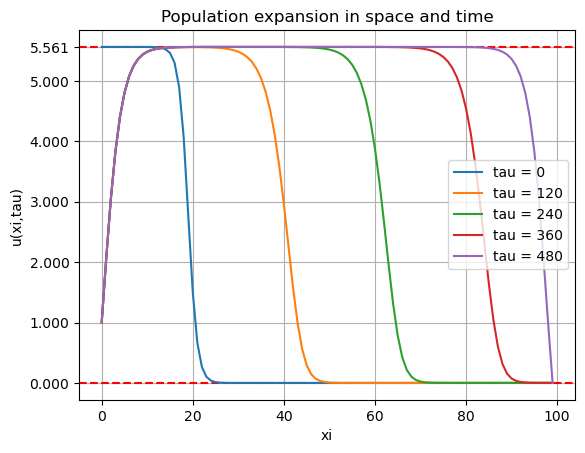 Population expansion in space and time
u(xi,tau)
5.561
5.000
4.000
3.000
2.000
1.000
0.000
tau = 0
tau = 120
tau = 240
tau = 360
tau = 480
0
20
40
60
80
100
xi